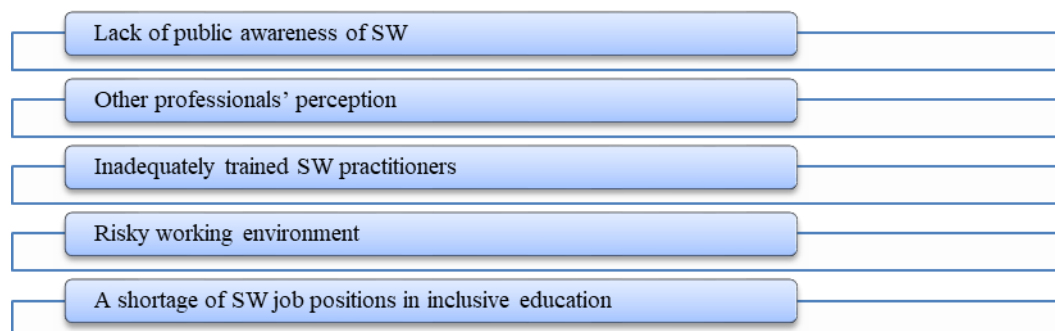 Lack of public awareness of SW
Other professionals’ perception
Inadequately trained SW practitioners
Risky working environment
A shortage of SW job positions in inclusive education